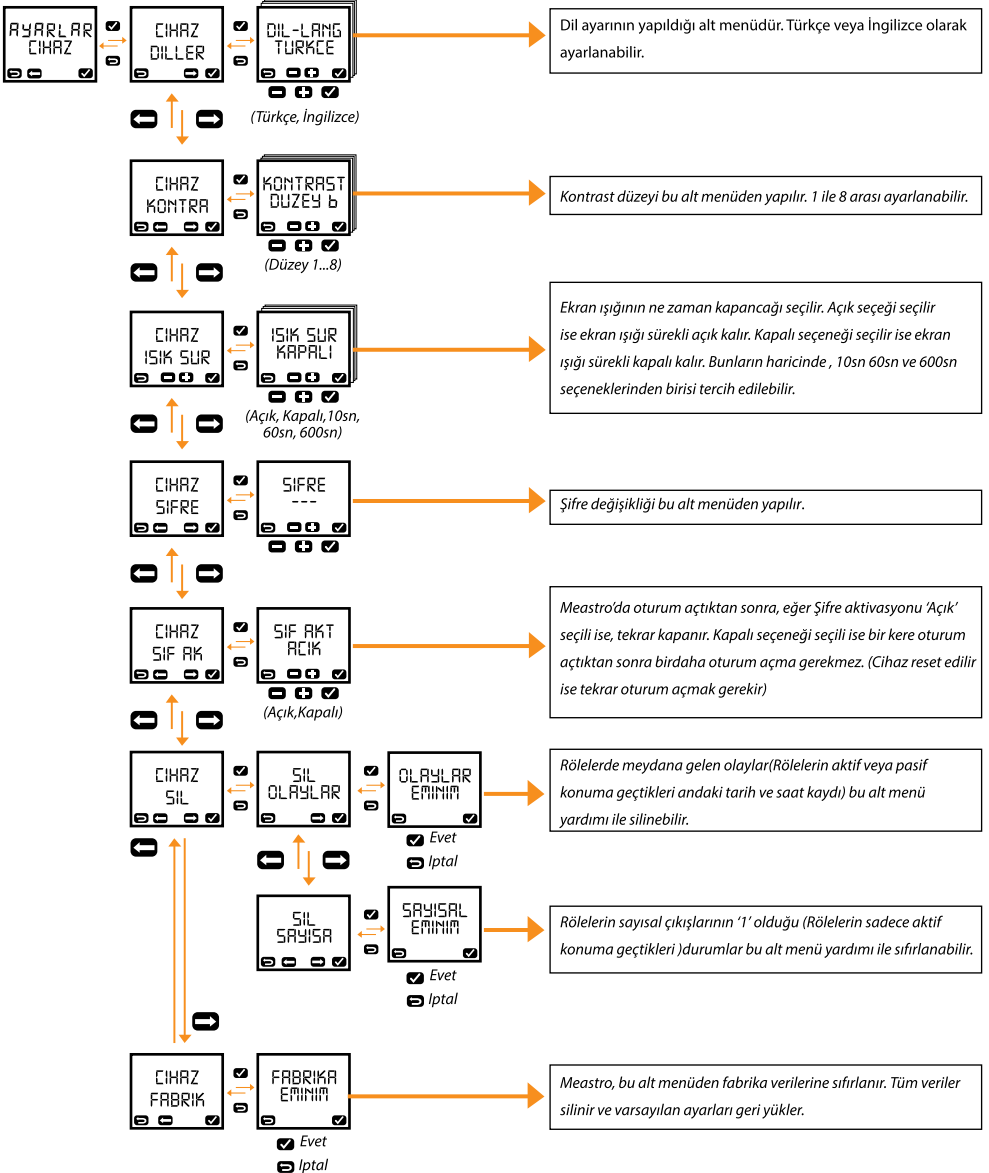 AYARLAR
CIHAZ
CIHAZ
DILLER
DIL-LANG
TURKCE
(Türkçe, İngilizce)
Dil ayarının yapıldığı alt menüdür. Türkçe veya İngilizce olarak
ayarlanabilir.
CIHAZ
KONTRA
KONTRAST
DUZEY 6
(Düzey 1...8)
Kontrast düzeyi bu alt menüden yapılır. 1 ile 8 arası ayarlanabilir.
CIHAZ
ISIK SUR
ISIK SUR
KAPALI
(Açık, Kapalı,10sn,
60sn, 600sn)
Ekran ışığının ne zaman kapancağı seçilir. Açık seçeği seçilir
ise ekran ışığı sürekli açık kalır. Kapalı seçeneği seçilir ise ekran
ışığı sürekli kapalı kalır. Bunların haricinde , 10sn 60sn ve 600sn
seçeneklerinden birisi tercih edilebilir.
CIHAZ
SIFRE
SIFRE
---
Şifre değişikliği bu alt menüden yapılır.
CIHAZ
SIF AK
SIF AKT
ACIK
(Açık,Kapalı)
Meastro’da oturum açtıktan sonra, eğer Şifre aktivasyonu ‘Açık’
seçili ise, tekrar kapanır. Kapalı seçeneği seçili ise bir kere oturum
açtıktan sonra birdaha oturum açma gerekmez. (Cihaz reset edilir
ise tekrar oturum açmak gerekir)
CIHAZ
SIL
SIL
OLAYLAR
OLAYLAR
EMINIM
Evet
Iptal
Rölelerde meydana gelen olaylar(Rölelerin aktif veya pasif
konuma geçtikleri andaki tarih ve saat kaydı) bu alt menü
yardımı ile silinebilir.
SIL
SAYISA
SAYISAL
EMINIM
Evet
Iptal
Rölelerin sayısal çıkışlarının ‘1’ olduğu (Rölelerin sadece aktif
konuma geçtikleri )durumlar bu alt menü yardımı ile sıfırlanabilir.
CIHAZ
FABRIK
FABRIKA
EMINIM
Evet
Iptal
Meastro, bu alt menüden fabrika verilerine sıfırlanır. Tüm veriler
silinir ve varsayılan ayarları geri yükler.